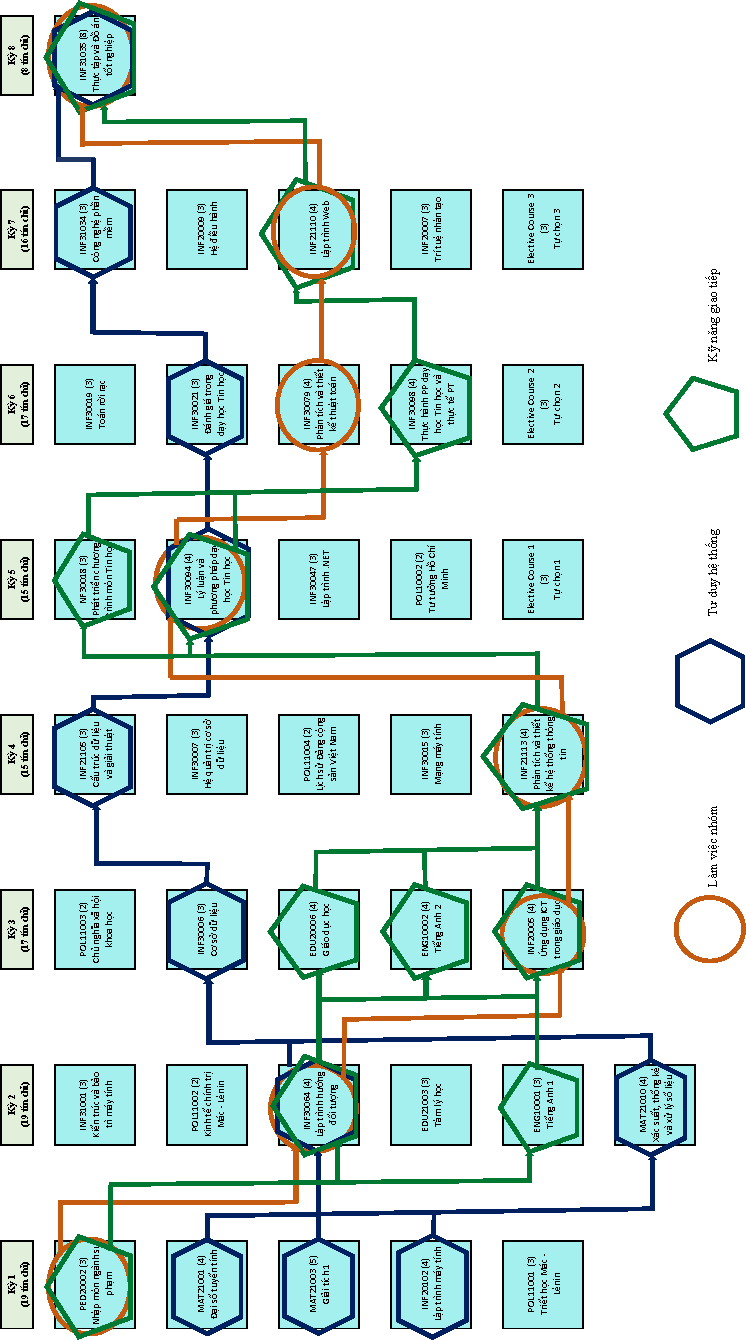 Kỳ 1
(19 tín chỉ)
PED20002 (3)
Nhập môn ngành sư
phạm
MAT21001 (4)
Đại số tuyến tính
MAT21003 (5)
Giải tích 1
INF20102 (4)
Lập trình máy tính
POL11001 (3)
Triết học Mác -
Lênin
Kỳ 2
(19 tín chỉ)
INF31001 (3)
Kiến trúc và bảo
trì máy tính
POL11002 (2)
Kinh tế chính trị
Mác - Lênin
INF30064 (4)
Lập trình hướng
đối tượng
EDU21003 (3)
Tâm lý học
ENG10001 (3)
Tiếng Anh 1
MAT21010 (4)
Xác suất, thống kê
và xử lý số liệu
Kỳ 3
(17 tín chỉ)
POL11003 (2)
Chủ nghĩa xã hội
khoa học
INF20006 (3)
Cơ sở dữ liệu
EDU20006 (4)
Giáo dục học
ENG10002 (4)
Tiếng Anh 2
INF20005 (4)
Ứng dụng ICT
trong giáo dục
Kỳ 4
(15 tín chỉ)
INF21105 (3)
Cấu trúc dữ liệu
và giải thuật
INF30007 (3)
Hệ quản trị cơ sở
dữ liệu
POL11004 (2)
Lịch sử Đảng cộng
sản Việt Nam
INF30015 (3)
Mạng máy tính
INF21113 (4)
Phân tích và thiết
kế hệ thống thông
tin
Kỳ 5
(15 tín chỉ)
INF30018 (3)
Phát triển chương
trình môn Tin học
INF30094 (4)
Lý luận và
phương pháp dạy
học Tin học
INF30047 (3)
Lập trình .NET
POL10002 (2)
Tư tưởng Hồ Chí
Minh
Elective Course 1
(3)
Tự chọn 1
Kỳ 6
(17 tín chỉ)
INF30019 (3)
Toán rời rạc
INF30021 (3)
Đánh giá trong
dạy học Tin học
INF30079 (4)
Phân tích và thiết
kế thuật toán
INF30098 (4)
Thực hành PP dạy
học Tin học và
thực tế PT
Elective Course 2
(3)
Tự chọn 2
Kỳ 7
(16 tín chỉ)
INF31034 (3)
Công nghệ phần
mềm
INF20009 (3)
Hệ điều hành
INF21110 (4)
Lập trình Web
INF20007 (3)
Trí tuệ nhân tạo
Elective Course 3
(3)
Tự chọn 3
Kỳ 8
(8 tín chỉ)
INF31035 (8)
Thực tập và Đồ án
tốt nghiệp
Làm việc nhóm
Tư duy hệ thống
Kỹ năng giao tiếp